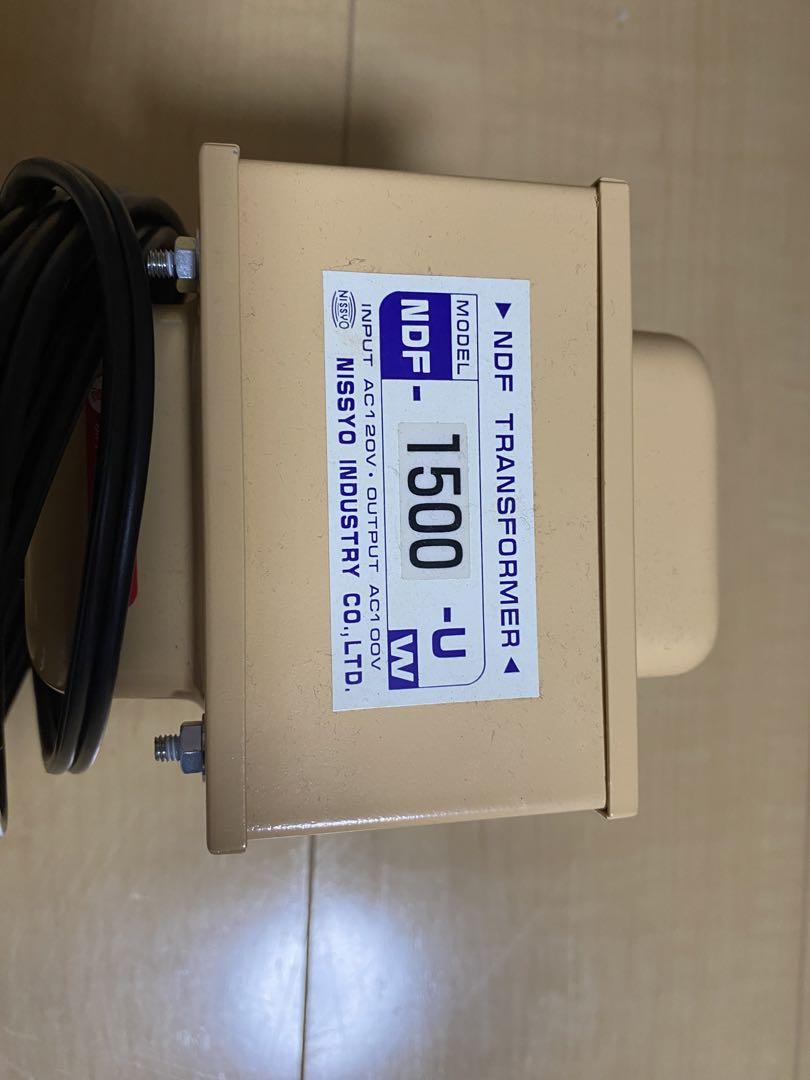 ▶ NDF TRANSFORMER ◀
MODEL
NDF- 1500 -U W
INPUT AC120V・OUTPUT AC100V
NISSYO NISSYO INDUSTRY CO.,LTD.